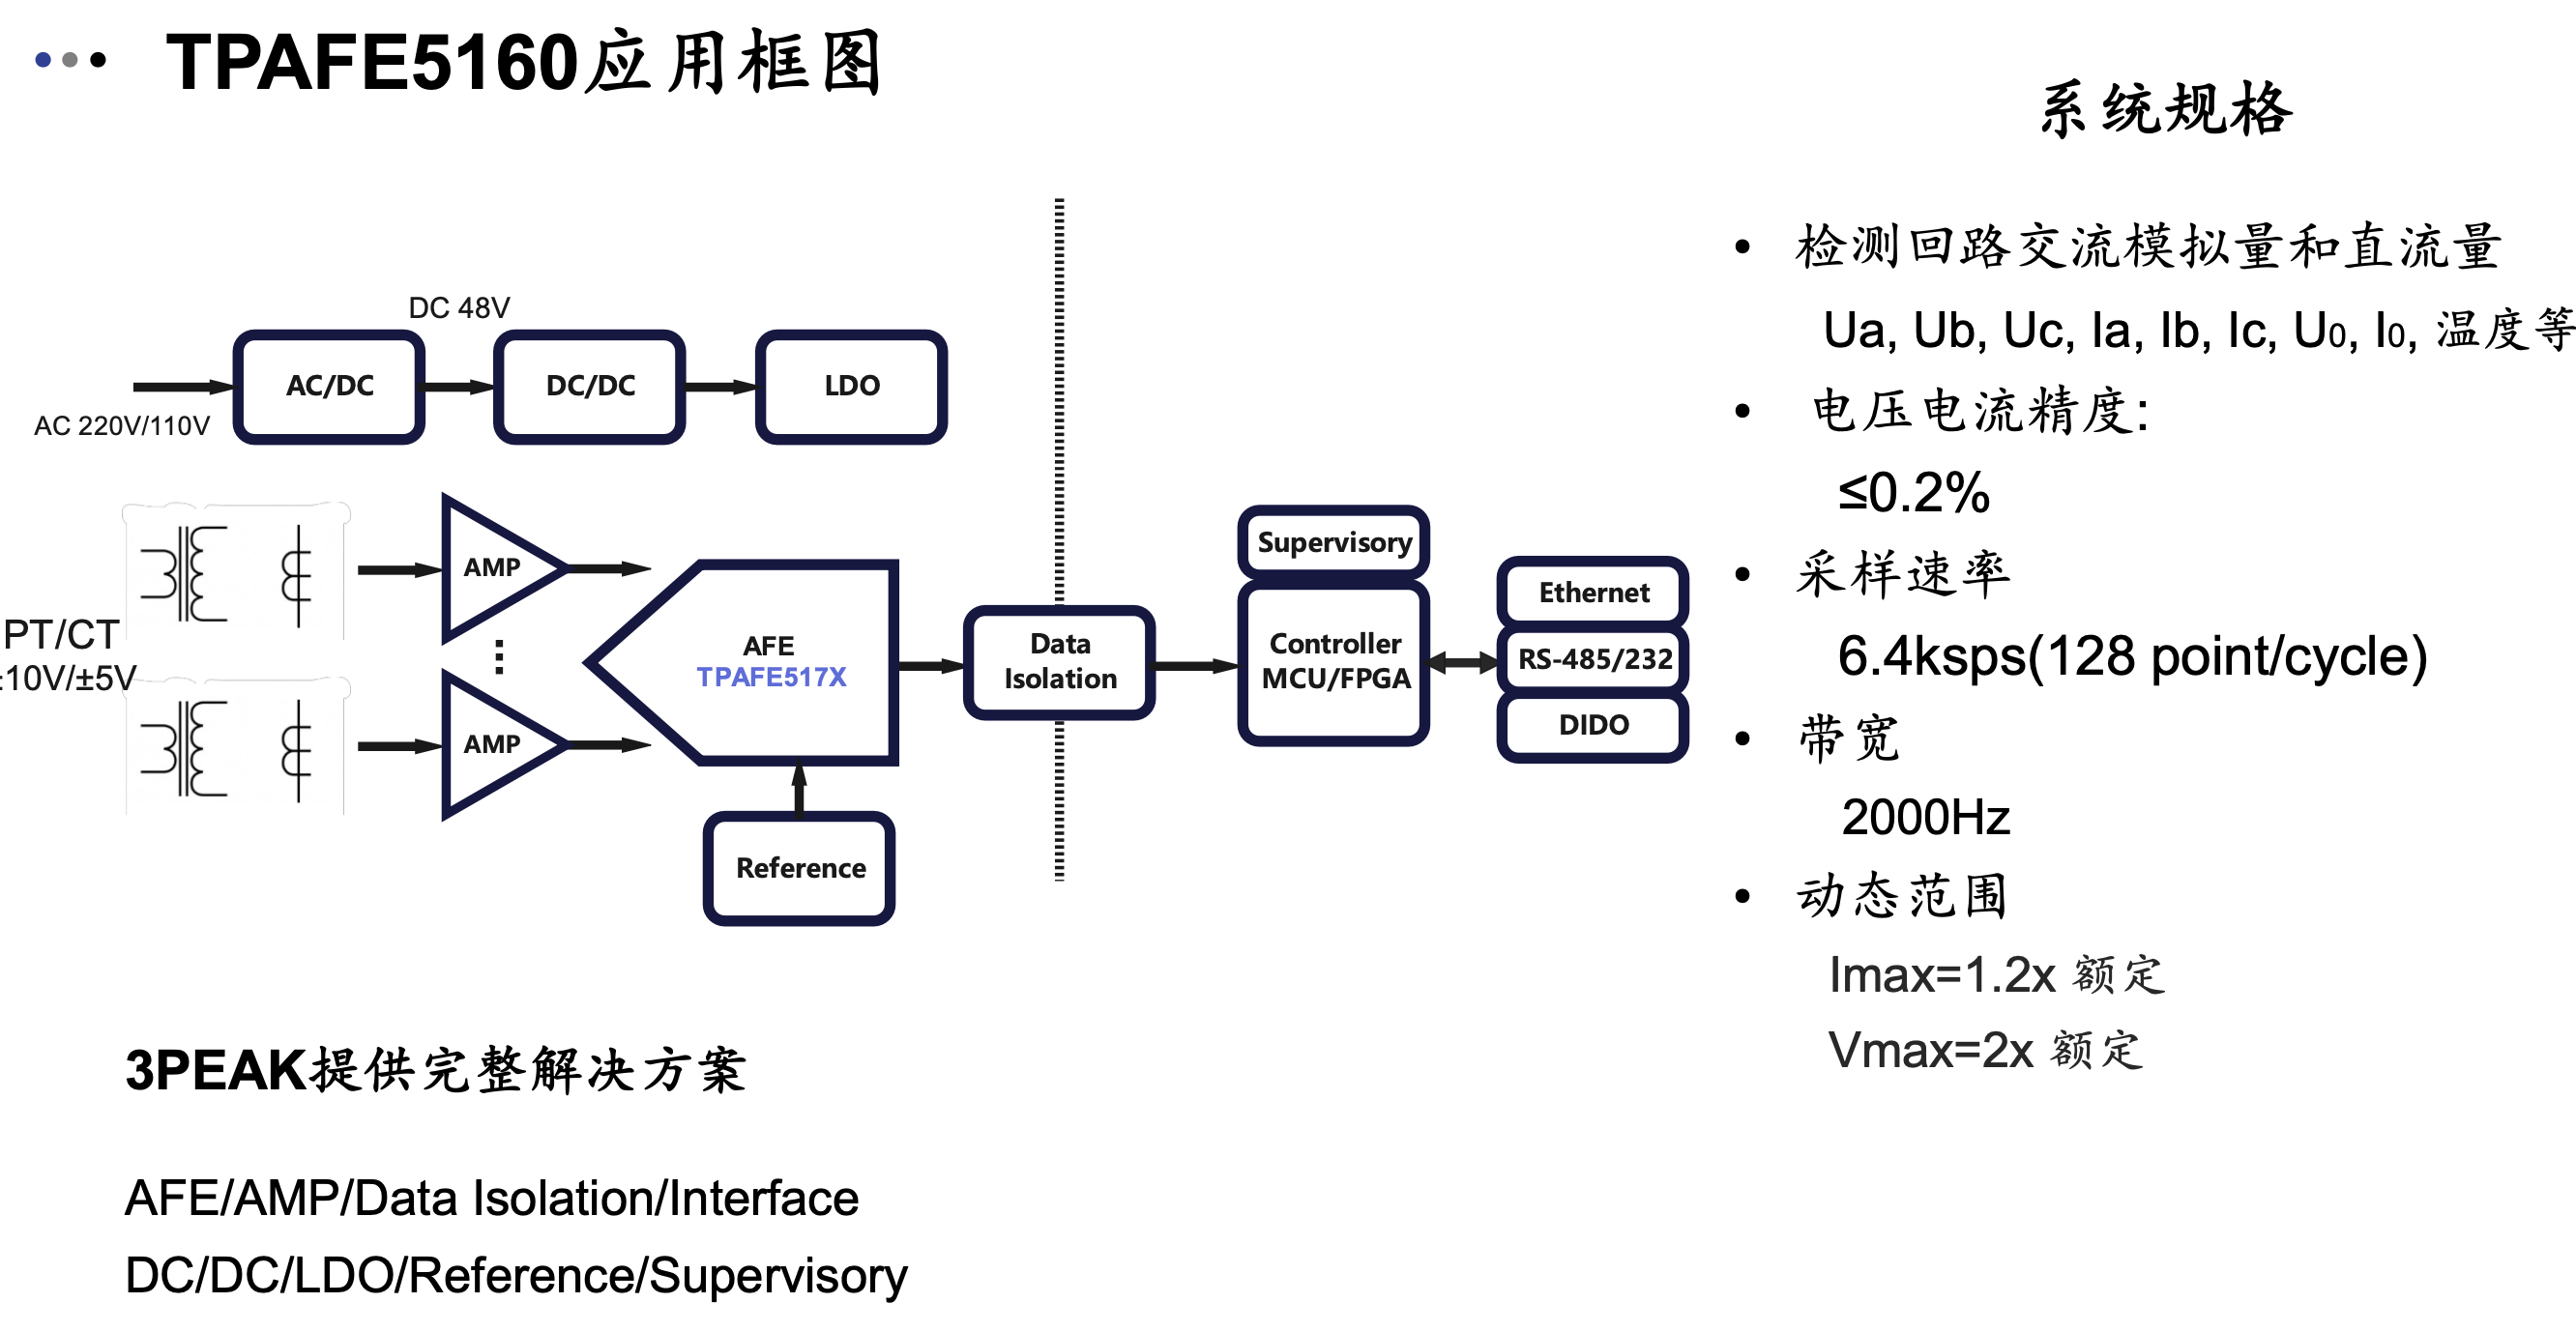 TPAFE5160应用框图
系统规格
DC 48V
AC/DC
DC/DC
LDO
AC 220V/110V
PT/CT
±10V/±5V
AMP
AMP
AFE
TPAFE517X
Reference
Data
Isolation
Supervisory
Controller
MCU/FPGA
Ethernet
RS-485/232
DIDO
• 检测回路交流模拟量和直流量
Ua, Ub, Uc, Ia, Ib, Ic, U0, I0, 温度等
• 电压电流精度:
≤0.2%
• 采样速率
6.4ksps(128 point/cycle)
• 带宽
2000Hz
• 动态范围
Imax=1.2x 额定
Vmax=2x 额定
3PEAK提供完整解决方案
AFE/AMP/Data Isolation/Interface
DC/DC/LDO/Reference/Supervisory